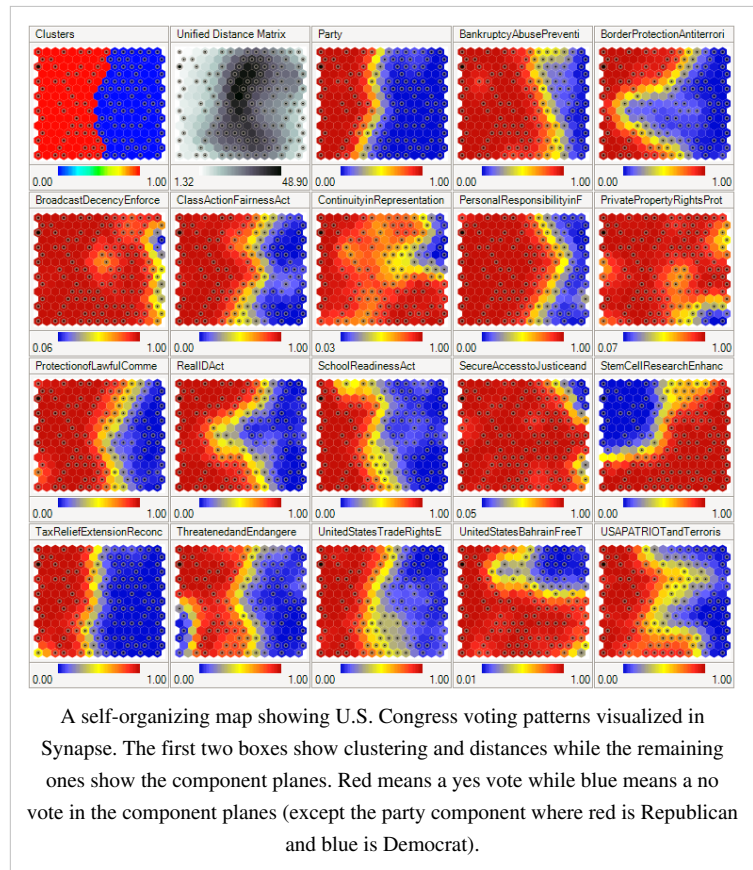 Clusters Unified Distance Matrix Party BankruptcyAbusePreventi BorderProtectionAntiterrori
0.00 1.00 1.32 48.90 0.00 1.00 0.00 1.00 0.00 1.00
BroadcastDecencyEnforce ClassActionFairnessAct ContinuityinRepresentation PersonalResponsibilityinF PrivatePropertyRightsProt
0.06 1.00 0.00 1.00 0.03 1.00 0.00 1.00 0.07 1.00
ProtectionofLawfulComme RealIDAct SchoolReadinessAct SecureAccesstoJusticeand StemCellResearchEnhanc
0.00 1.00 0.00 1.00 0.00 1.00 0.05 1.00 0.00 1.00
TaxReliefExtensionReconc ThreatenedandEndangere UnitedStatesTradeRightsE UnitedStatesBahrainFreeT USAPATRIOTandTerroris
0.00 1.00 0.00 1.00 0.00 1.00 0.01 1.00 0.00 1.00
A self-organizing map showing U.S. Congress voting patterns visualized in
Synapse. The first two boxes show clustering and distances while the remaining
ones show the component planes. Red means a yes vote while blue means a no
vote in the component planes (except the party component where red is Republican
and blue is Democrat).